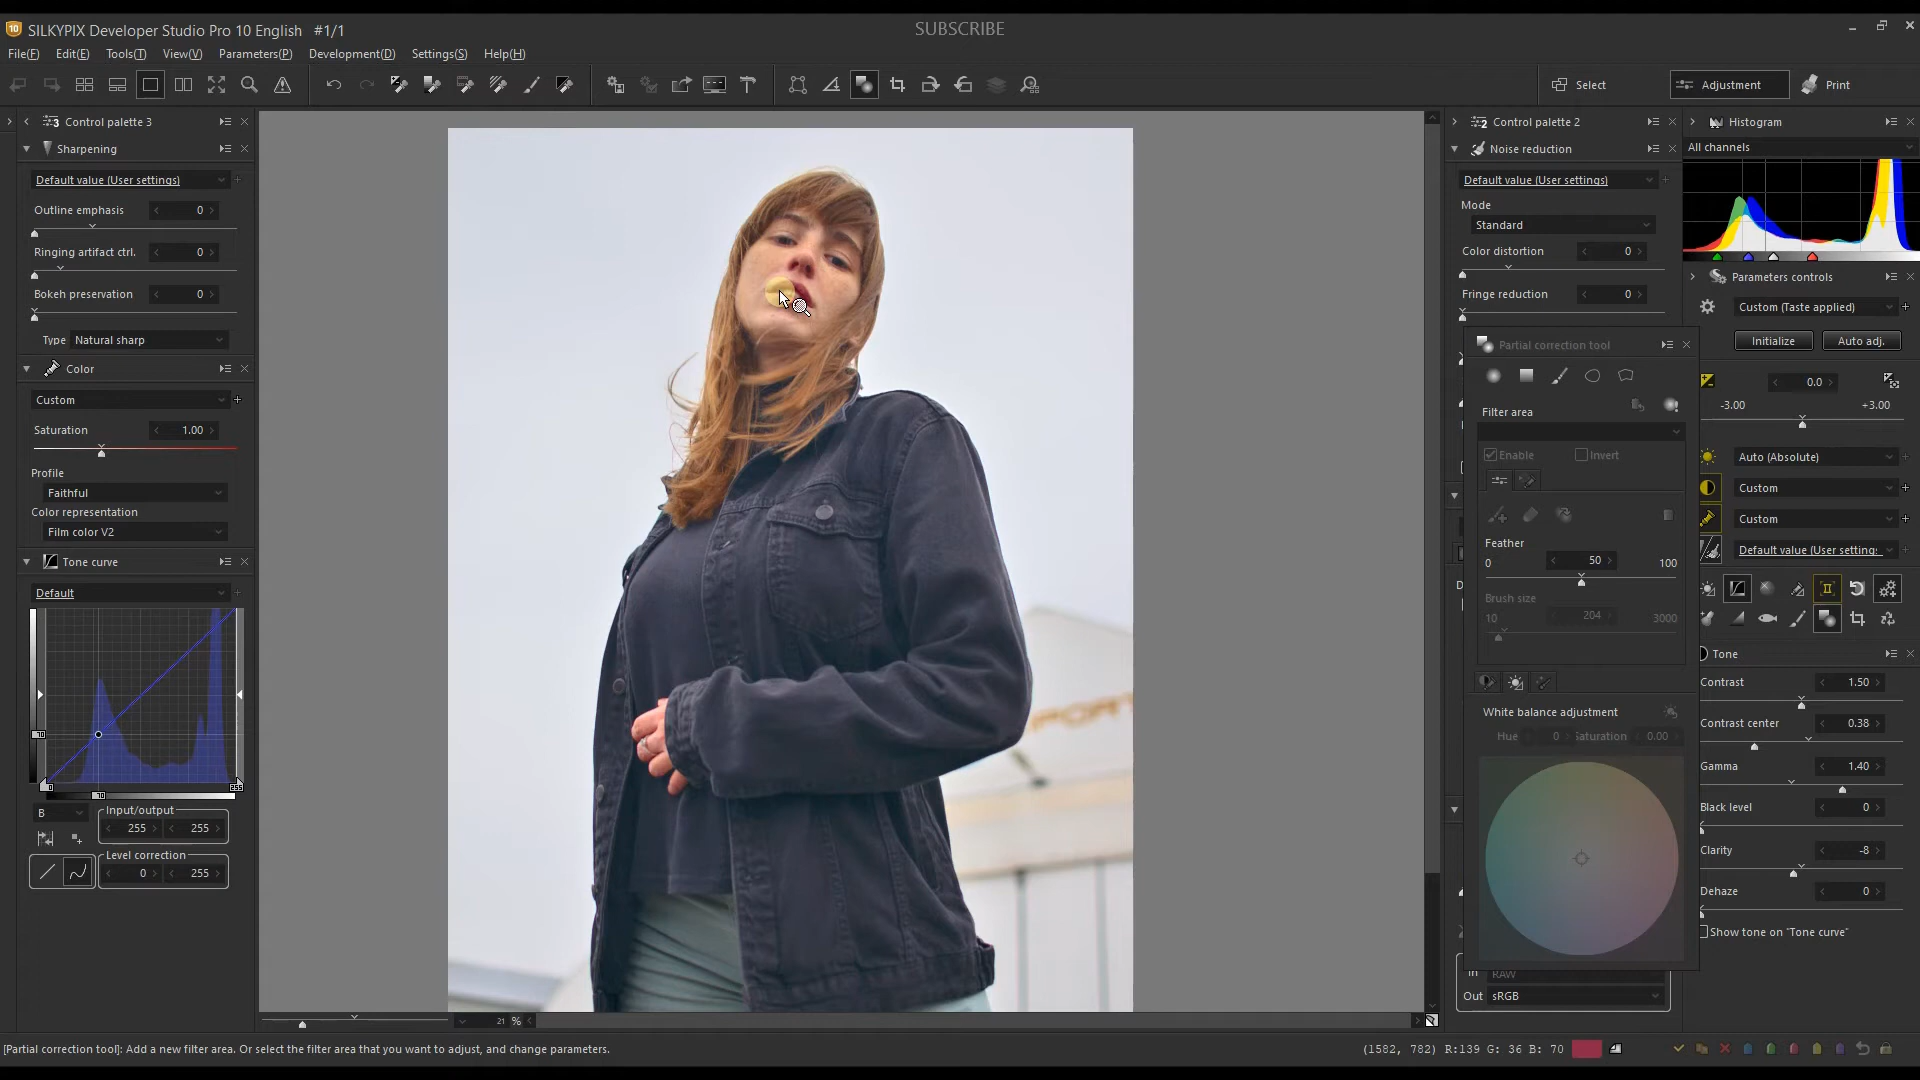 SUBSCRIBE
SILKYPIX Developer Studio Pro 10 English #1/1
File(F) Edit(E) Tools(T) View(V) Parameters(P) Development(D) Settings(S) Help(H)
Select Adjustment Print
Control palette 3
Sharpening
Default value (User settings)
Outline emphasis 0
Ringing artifact ctrl. 0
Bokeh preservation 0
Type Natural sharp
Color
Custom
Saturation 1.00
Profile
Faithful
Color representation
Film color V2
Tone curve
Default
70
0 70 255
B
Input/output
255 255
Level correction
0 255
PORT
21 %
Control palette 2
Noise reduction
Default value (User settings)
Mode
Standard
Color distortion 0
Fringe reduction 0
Partial correction tool
Filter area
Enable Invert
Feather
0 50 100
Brush size
10 204 3000
White balance adjustment
Hue 0 Saturation 0.00
In RAW
Out sRGB
Histogram
All channels
Parameters controls
Custom (Taste applied)
Initialize Auto adj.
0.0
-3.00 +3.00
Auto (Absolute)
Custom
Custom
Default value (User setting:
Tone
Contrast 1.50
Contrast center 0.38
Gamma 1.40
Black level 0
Clarity -8
Dehaze 0
Show tone on "Tone curve"
[Partial correction tool]: Add a new filter area. Or select the filter area that you want to adjust, and change parameters.
(1582, 782) R:139 G: 36 B: 70